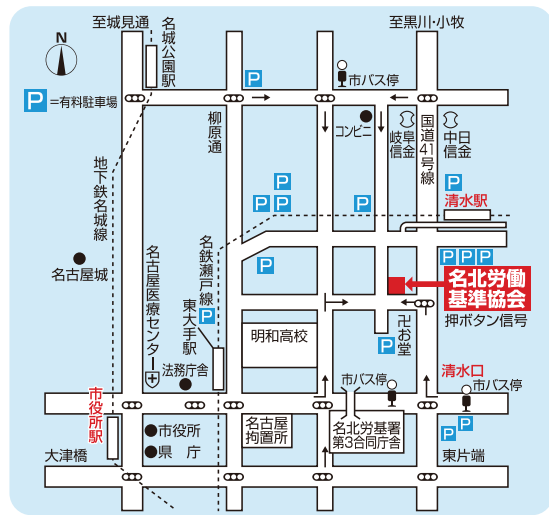 至城見通
名城公園駅
至黒川・小牧
N
P
市バス停
P=有料駐車場
柳原通
コンビニ
岐阜信金
国道41号線
中日信金
地下鉄名城線
P
P
P P
P
清水駅
名鉄瀬戸線
名古屋城
名古屋医療センター
P
P P P
名北労働
基準協会
東大手駅
P
押ボタン信号
卍お堂
明和高校
P
法務庁舎
清水口
市バス停
市バス停
市役所駅
市役所
県 庁
名古屋
拘置所
名北労基署
第3合同庁舎
P
P
大津橋
東片端